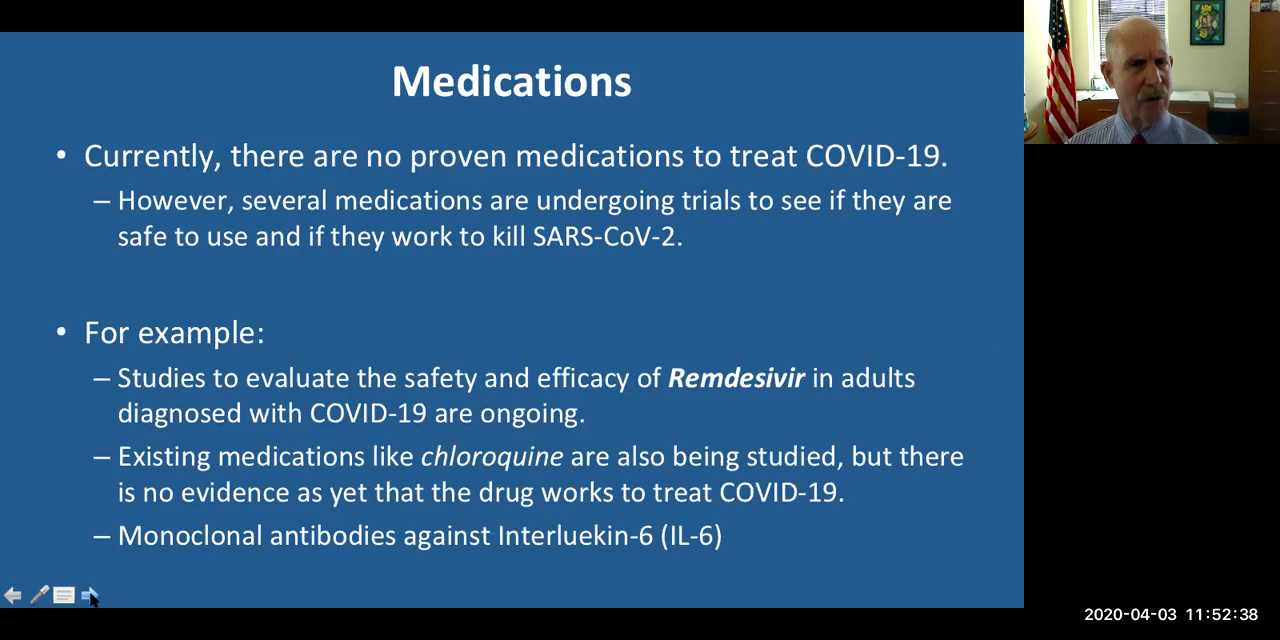 Medications
• Currently, there are no proven medications to treat COVID-19.
– However, several medications are undergoing trials to see if they are
safe to use and if they work to kill SARS-CoV-2.
• For example:
– Studies to evaluate the safety and efficacy of Remdesivir in adults
diagnosed with COVID-19 are ongoing.
– Existing medications like chloroquine are also being studied, but there
is no evidence as yet that the drug works to treat COVID-19.
– Monoclonal antibodies against Interluekin-6 (IL-6)
2020-04-03 11:52:38